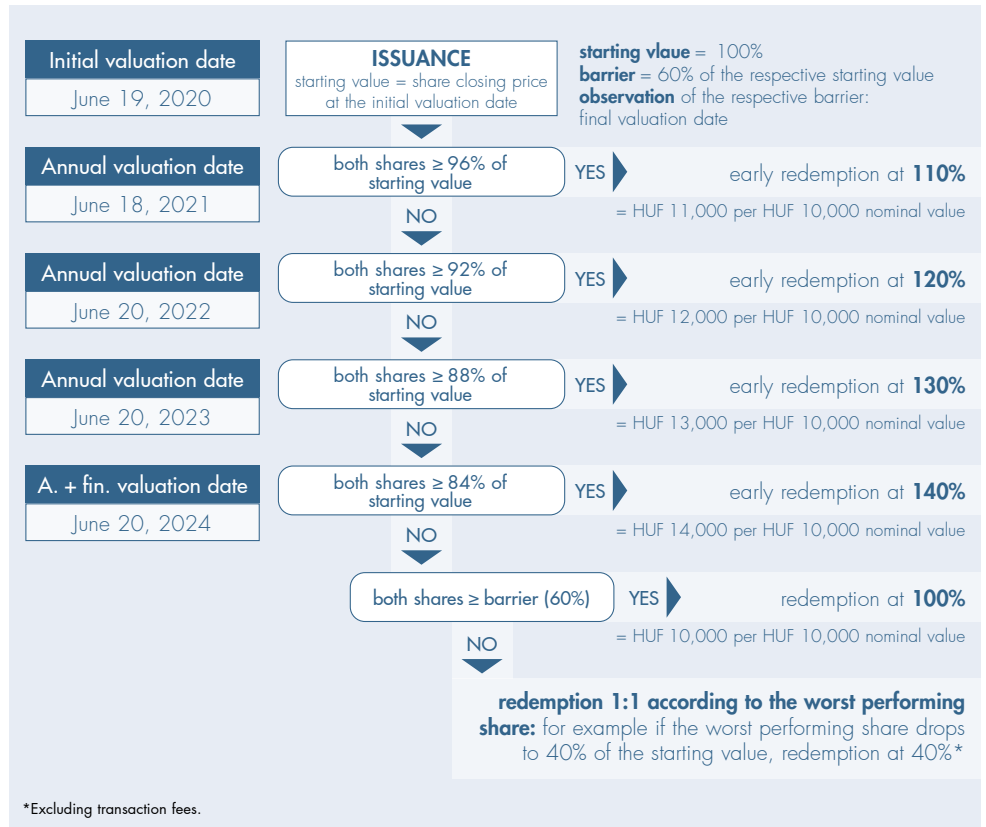 Initial valuation date
June 19, 2020
ISSUANCE
starting value = share closing price
at the initial valuation date
starting vlaue = 100%
barrier = 60% of the respective starting value
observation of the respective barrier:
final valuation date
Annual valuation date
June 18, 2021
both shares ≥ 96% of
starting value
YES
early redemption at 110%
= HUF 11,000 per HUF 10,000 nominal value
NO
Annual valuation date
June 20, 2022
both shares ≥ 92% of
starting value
YES
early redemption at 120%
= HUF 12,000 per HUF 10,000 nominal value
NO
Annual valuation date
June 20, 2023
both shares ≥ 88% of
starting value
YES
early redemption at 130%
= HUF 13,000 per HUF 10,000 nominal value
NO
A. + fin. valuation date
June 20, 2024
both shares ≥ 84% of
starting value
YES
early redemption at 140%
= HUF 14,000 per HUF 10,000 nominal value
NO
both shares ≥ barrier (60%)
YES
redemption at 100%
= HUF 10,000 per HUF 10,000 nominal value
NO
redemption 1:1 according to the worst performing
share: for example if the worst performing share drops
to 40% of the starting value, redemption at 40%*
*Excluding transaction fees.